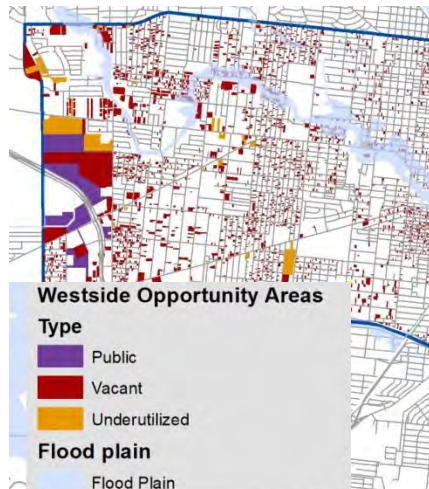 Westside Opportunity Areas
Type
Public
Vacant
Underutilized
Flood plain
Flood Plain